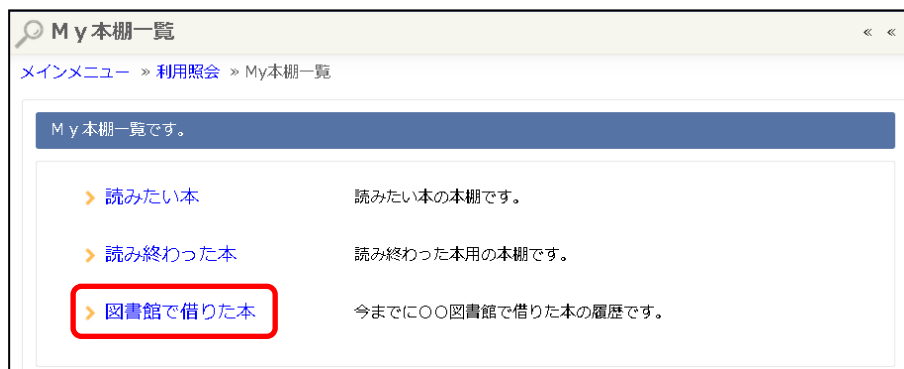 My本棚一覧 « «
メインメニュー » 利用照会 » My本棚一覧
My本棚一覧です。
読みたい本 読みたい本の本棚です。
読み終わった本 読み終わった本用の本棚です。
図書館で借りた本 今までに○○図書館で借りた本の履歴です。